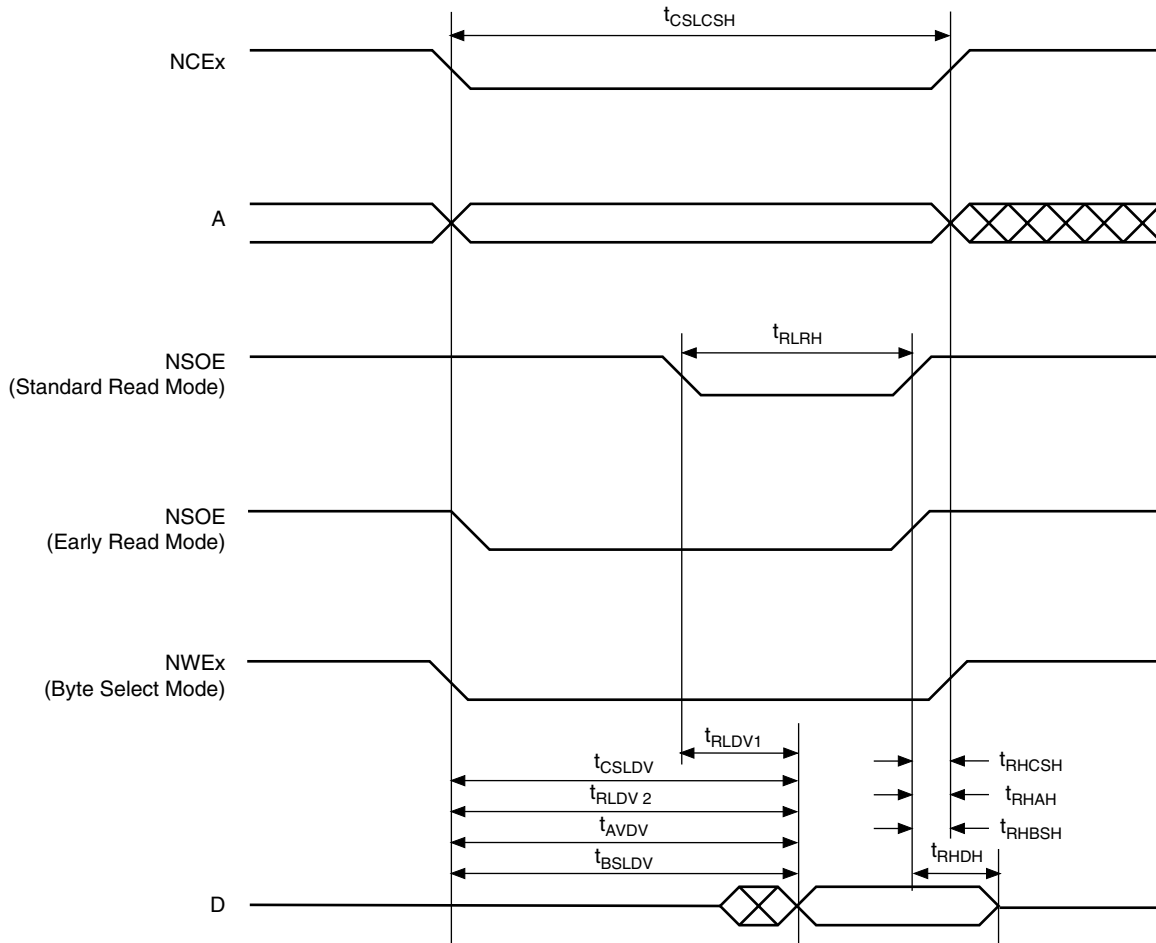 tCSLCSH
NCEx
A
tRLRH
NSOE
(Standard Read Mode)
NSOE
(Early Read Mode)
NWEx
(Byte Select Mode)
tRLDV1
tCSLDV
tRHCSH
tRLDV 2
tRHAH
tAVDV
tRHBSH
tBSLDV
tRHDH
D